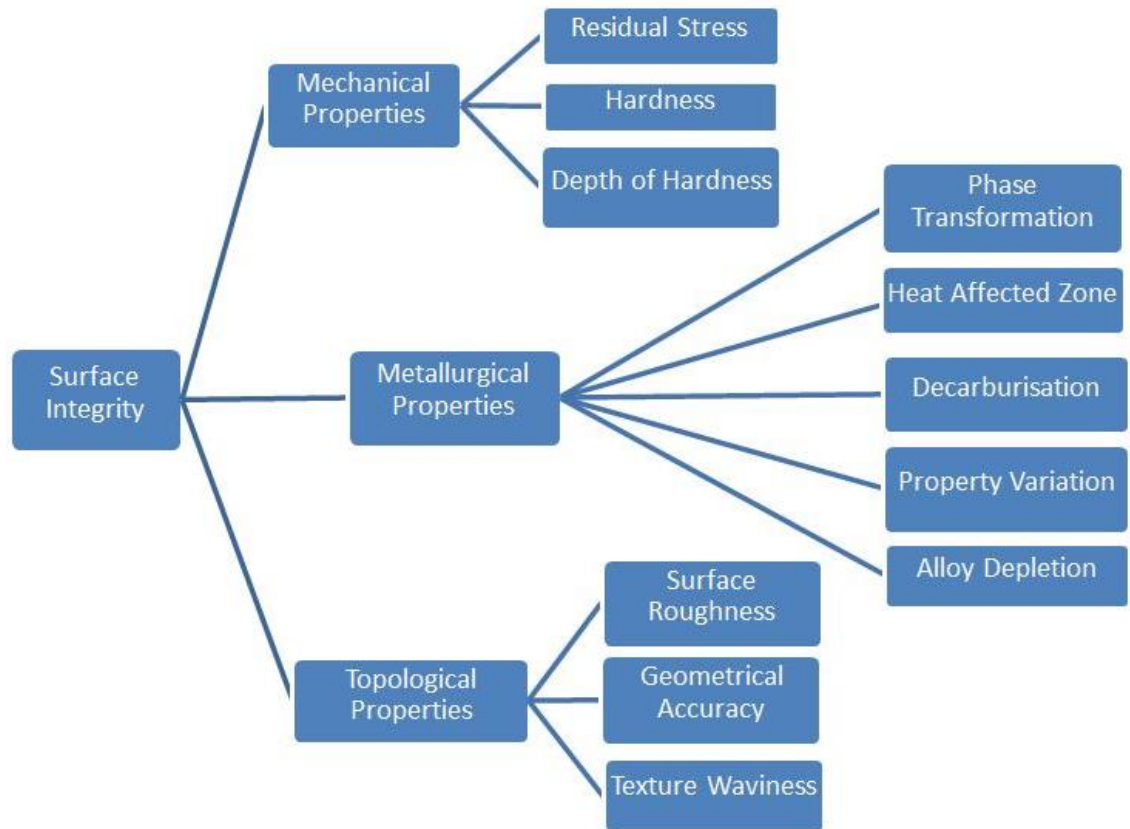 Surface
Integrity
Mechanical
Properties
Residual Stress
Hardness
Depth of Hardness
Metallurgical
Properties
Phase
Transformation
Heat Affected Zone
Decarburisation
Property Variation
Alloy Depletion
Topological
Properties
Surface
Roughness
Geometrical
Accuracy
Texture Waviness